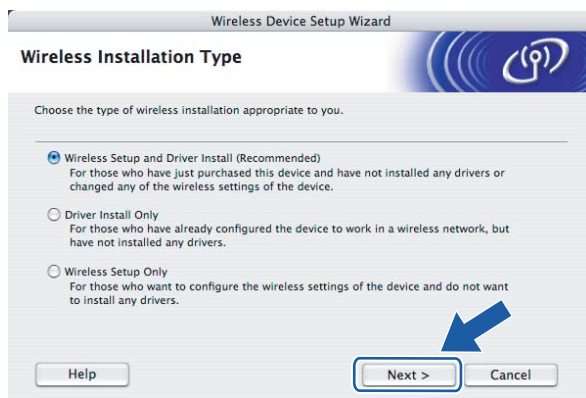 Wireless Device Setup Wizard
Wireless Installation Type
Choose the type of wireless installation appropriate to you.
Wireless Setup and Driver Install (Recommended)
For those who have just purchased this device and have not installed any drivers or
changed any of the wireless settings of the device.
Driver Install Only
For those who have already configured the device to work in a wireless network, but
have not installed any drivers.
Wireless Setup Only
For those who want to configure the wireless settings of the device and do not want
to install any drivers.
Help
Next >
Cancel